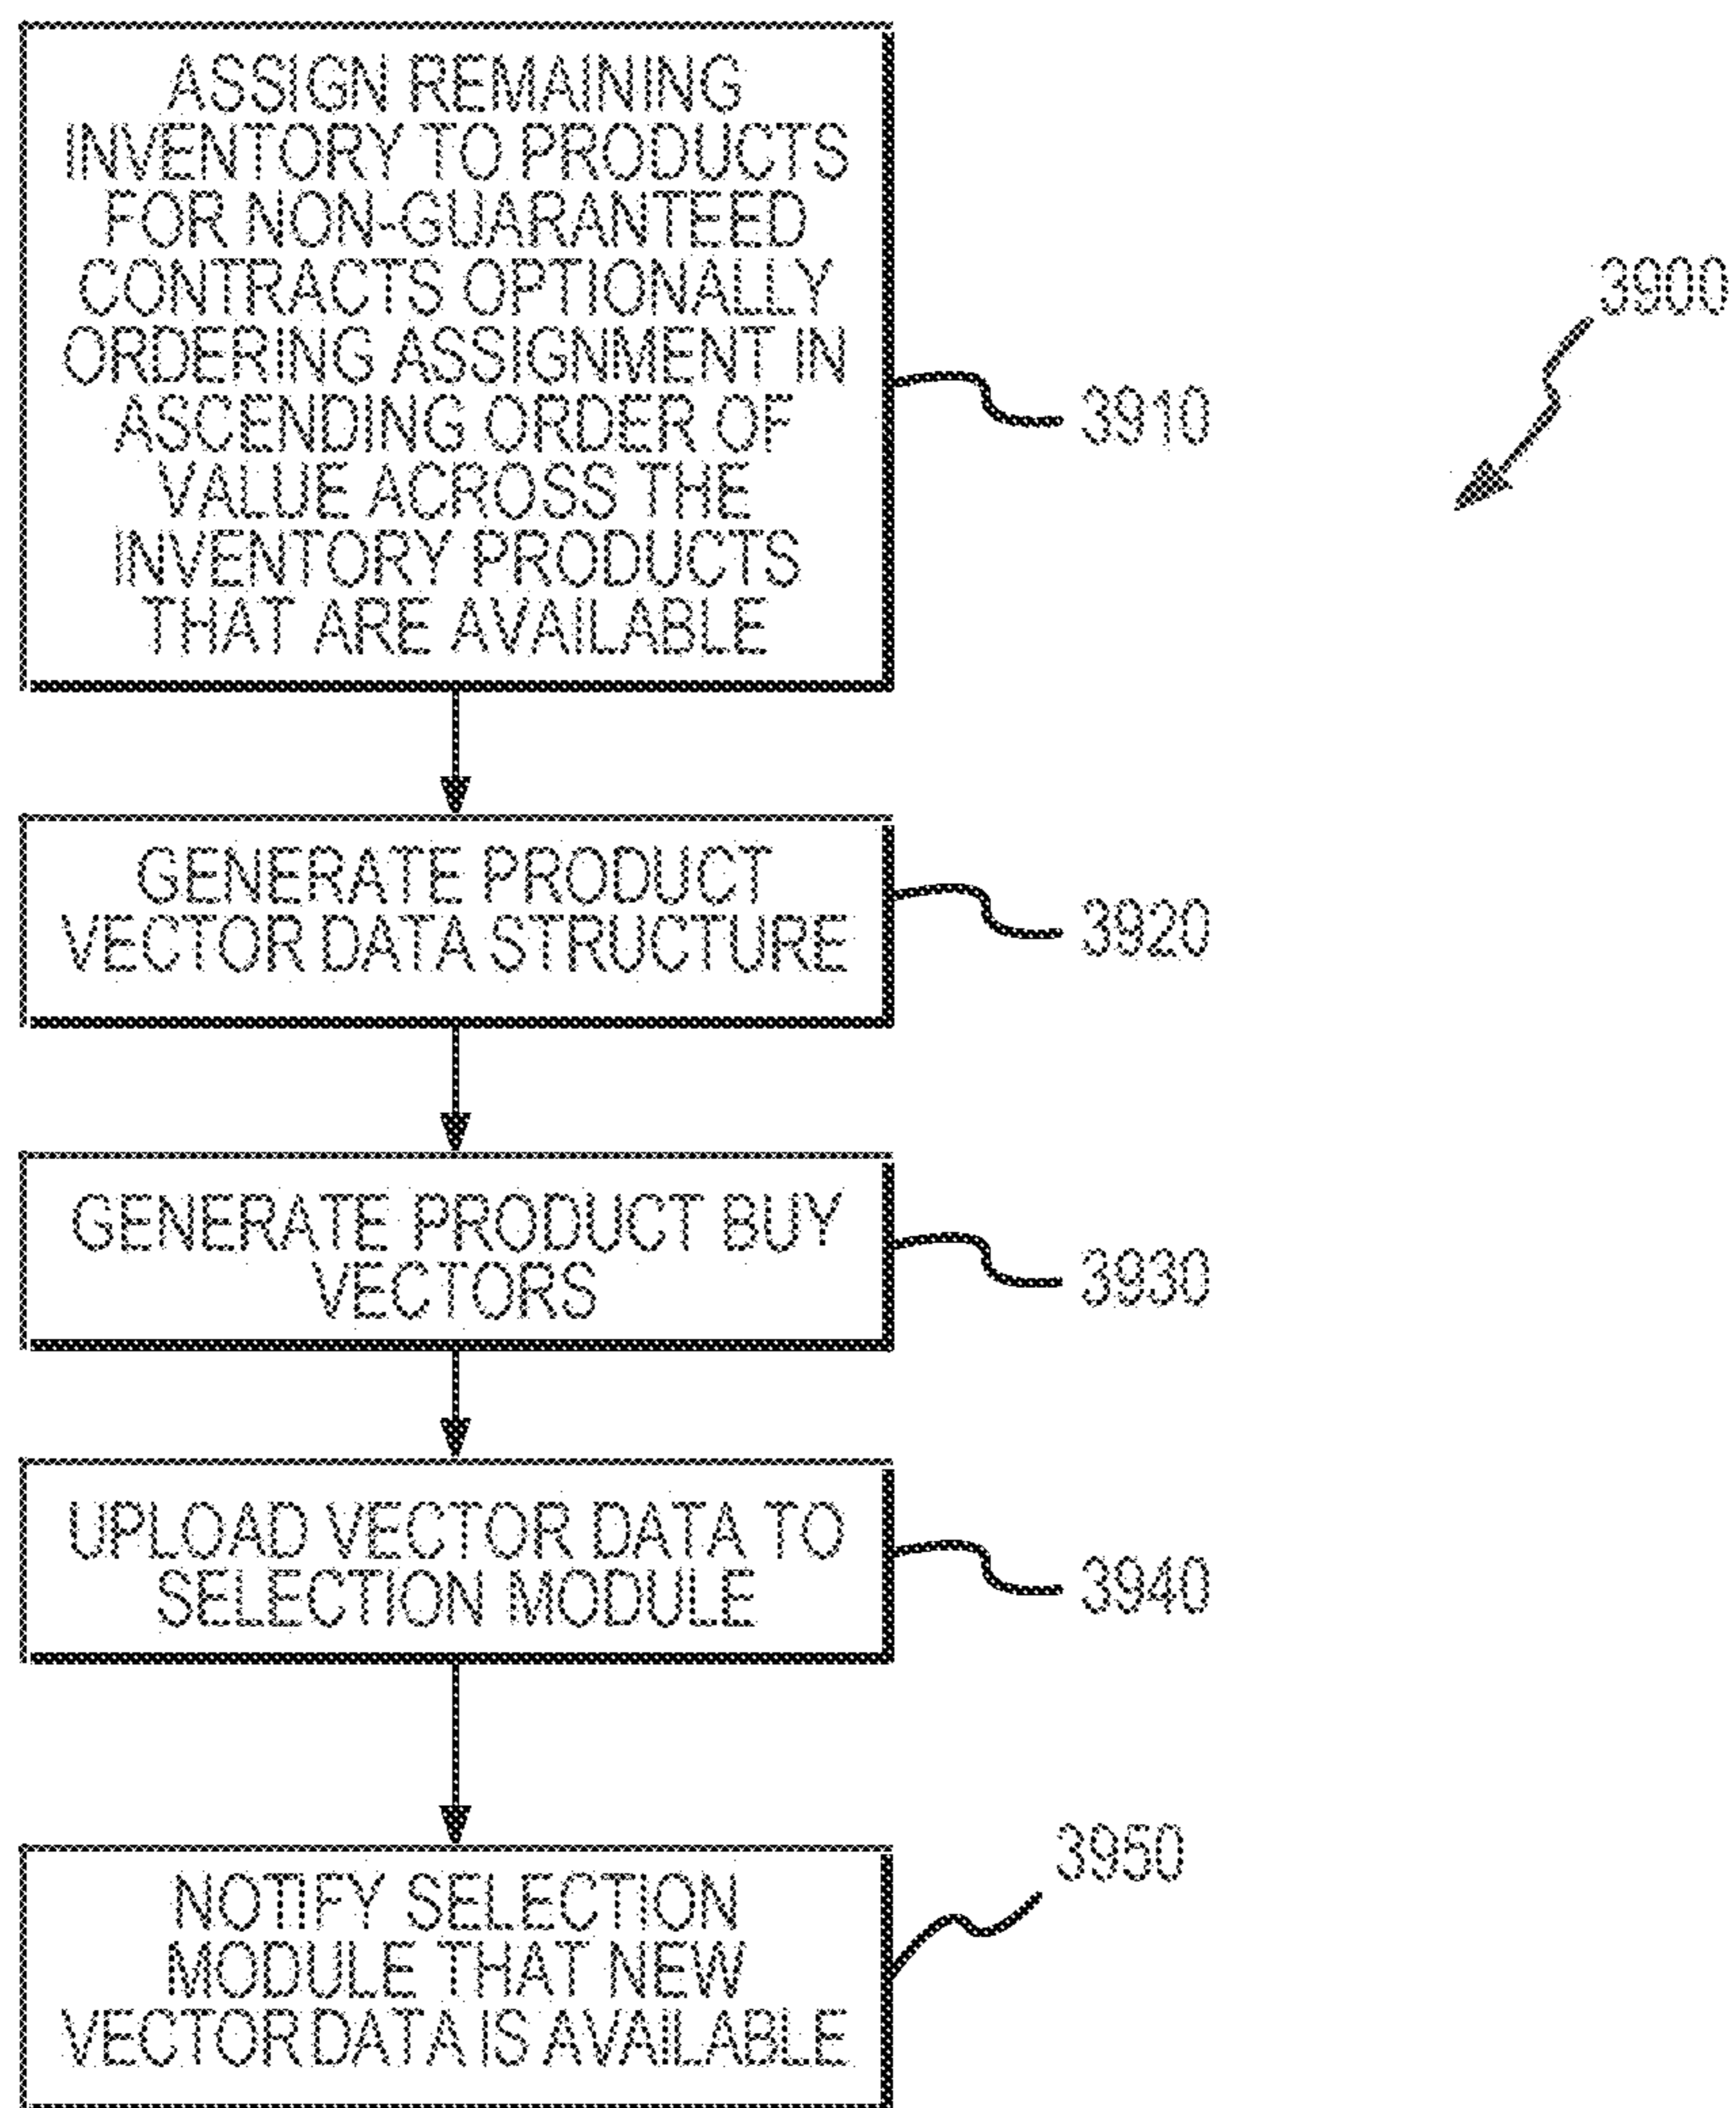 ASSIGN REMAINING
INVENTORY TO PRODUCTS
FOR NON-GUARANTEED
CONTRACTS OPTIONALLY
ORDERING ASSIGNMENT IN
ASCENDING ORDER OF
VALUE ACROSS THE
INVENTORY PRODUCTS
THAT ARE AVAILABLE
3910
3900
GENERATE PRODUCT
VECTOR DATA STRUCTURE
3920
GENERATE PRODUCT BUY
VECTORS
3930
UPLOAD VECTOR DATA TO
SELECTION MODULE
3940
NOTIFY SELECTION
MODULE THAT NEW
VECTOR DATA IS AVAILABLE
3950